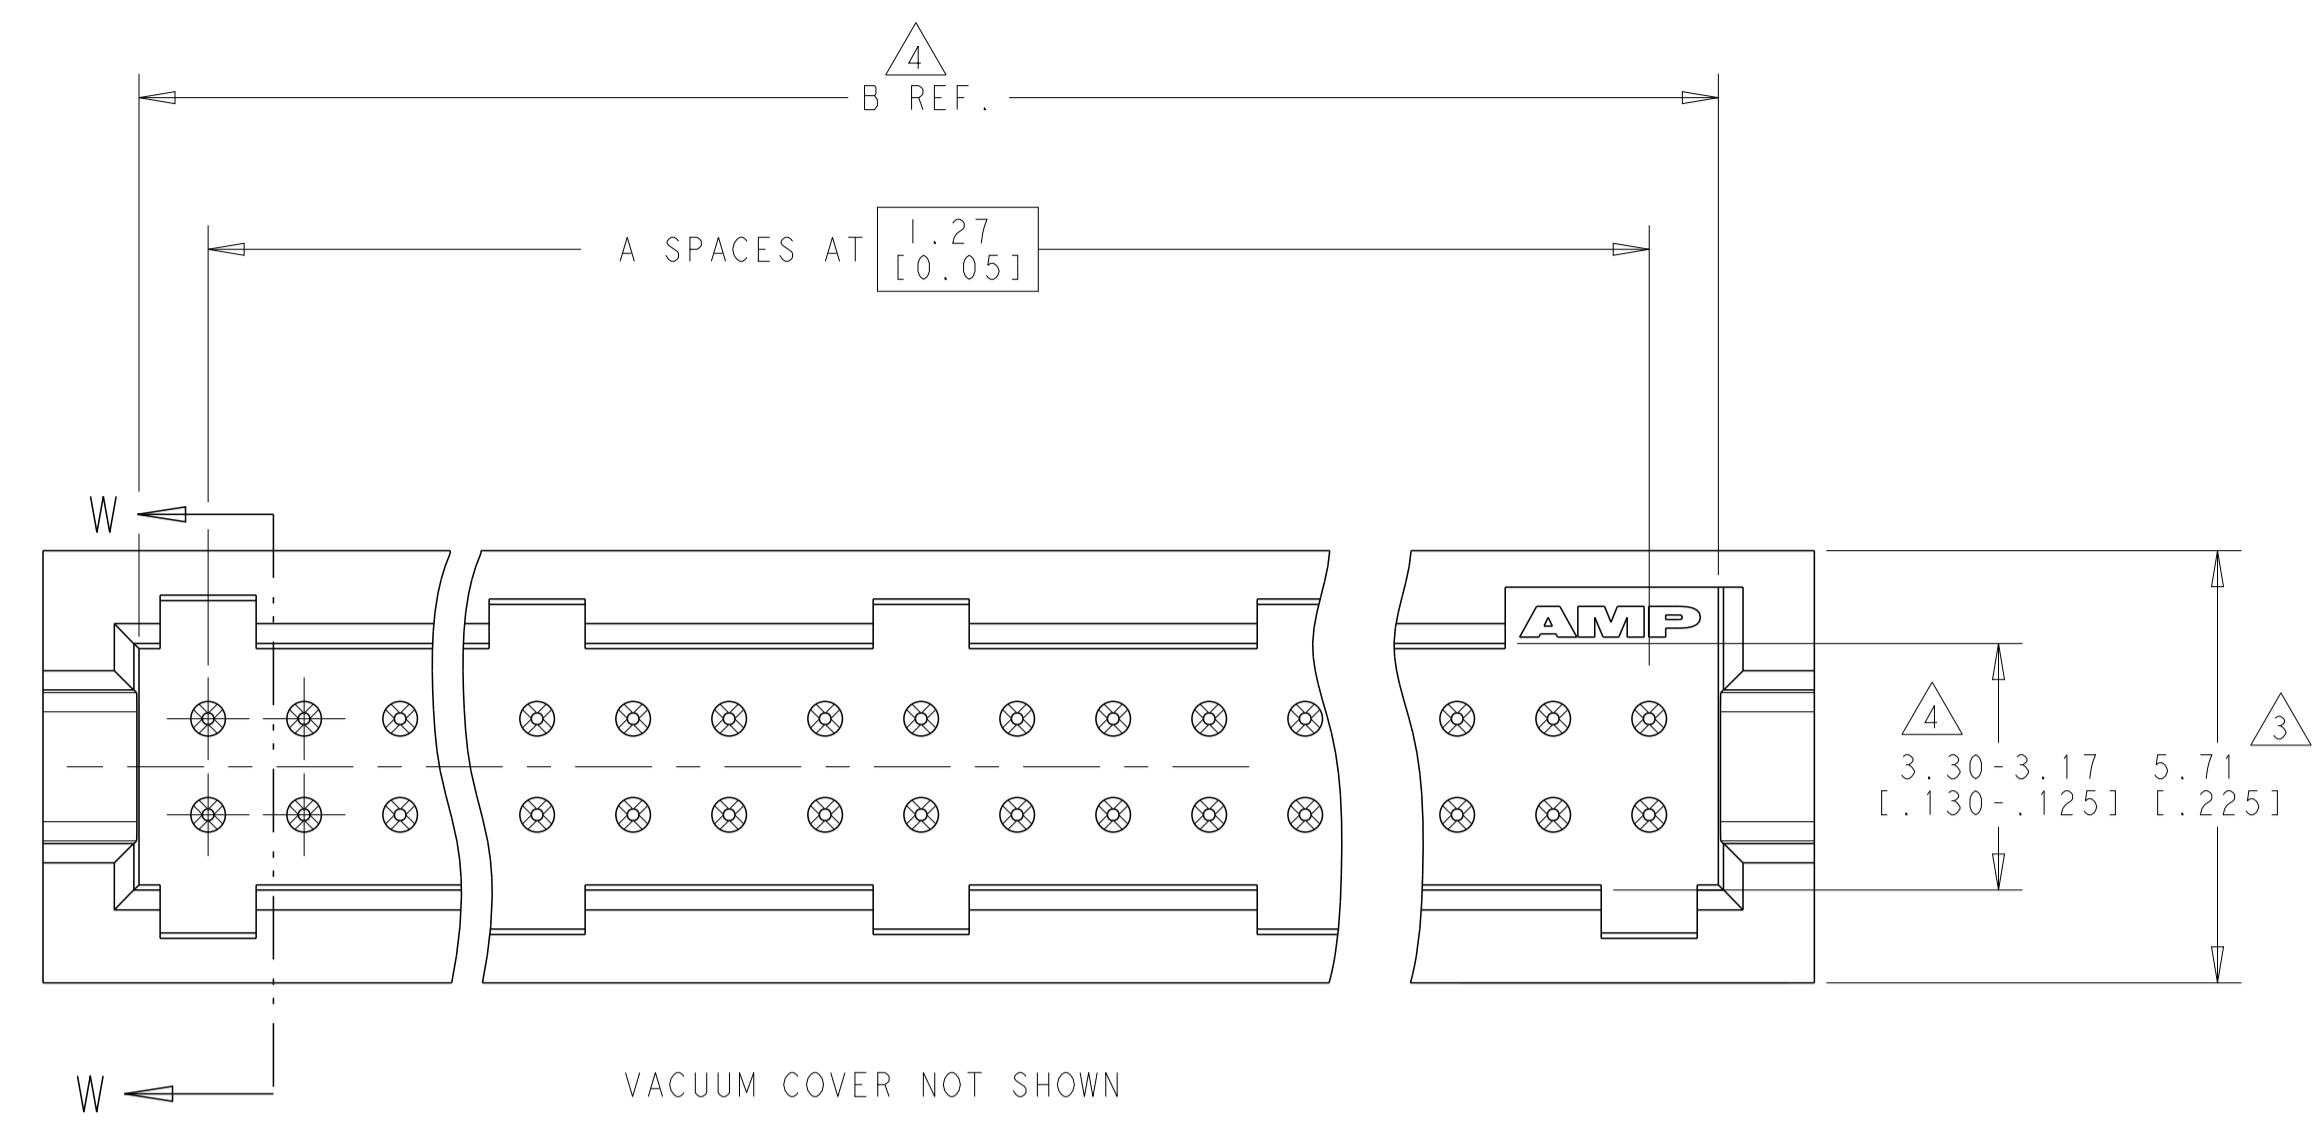 4
B REF.
A SPACES AT 1.27
[0.05]
W
AMP
4
3
3.30-3.17 5.71
[.130-.125] [.225]
W
VACUUM COVER NOT SHOWN